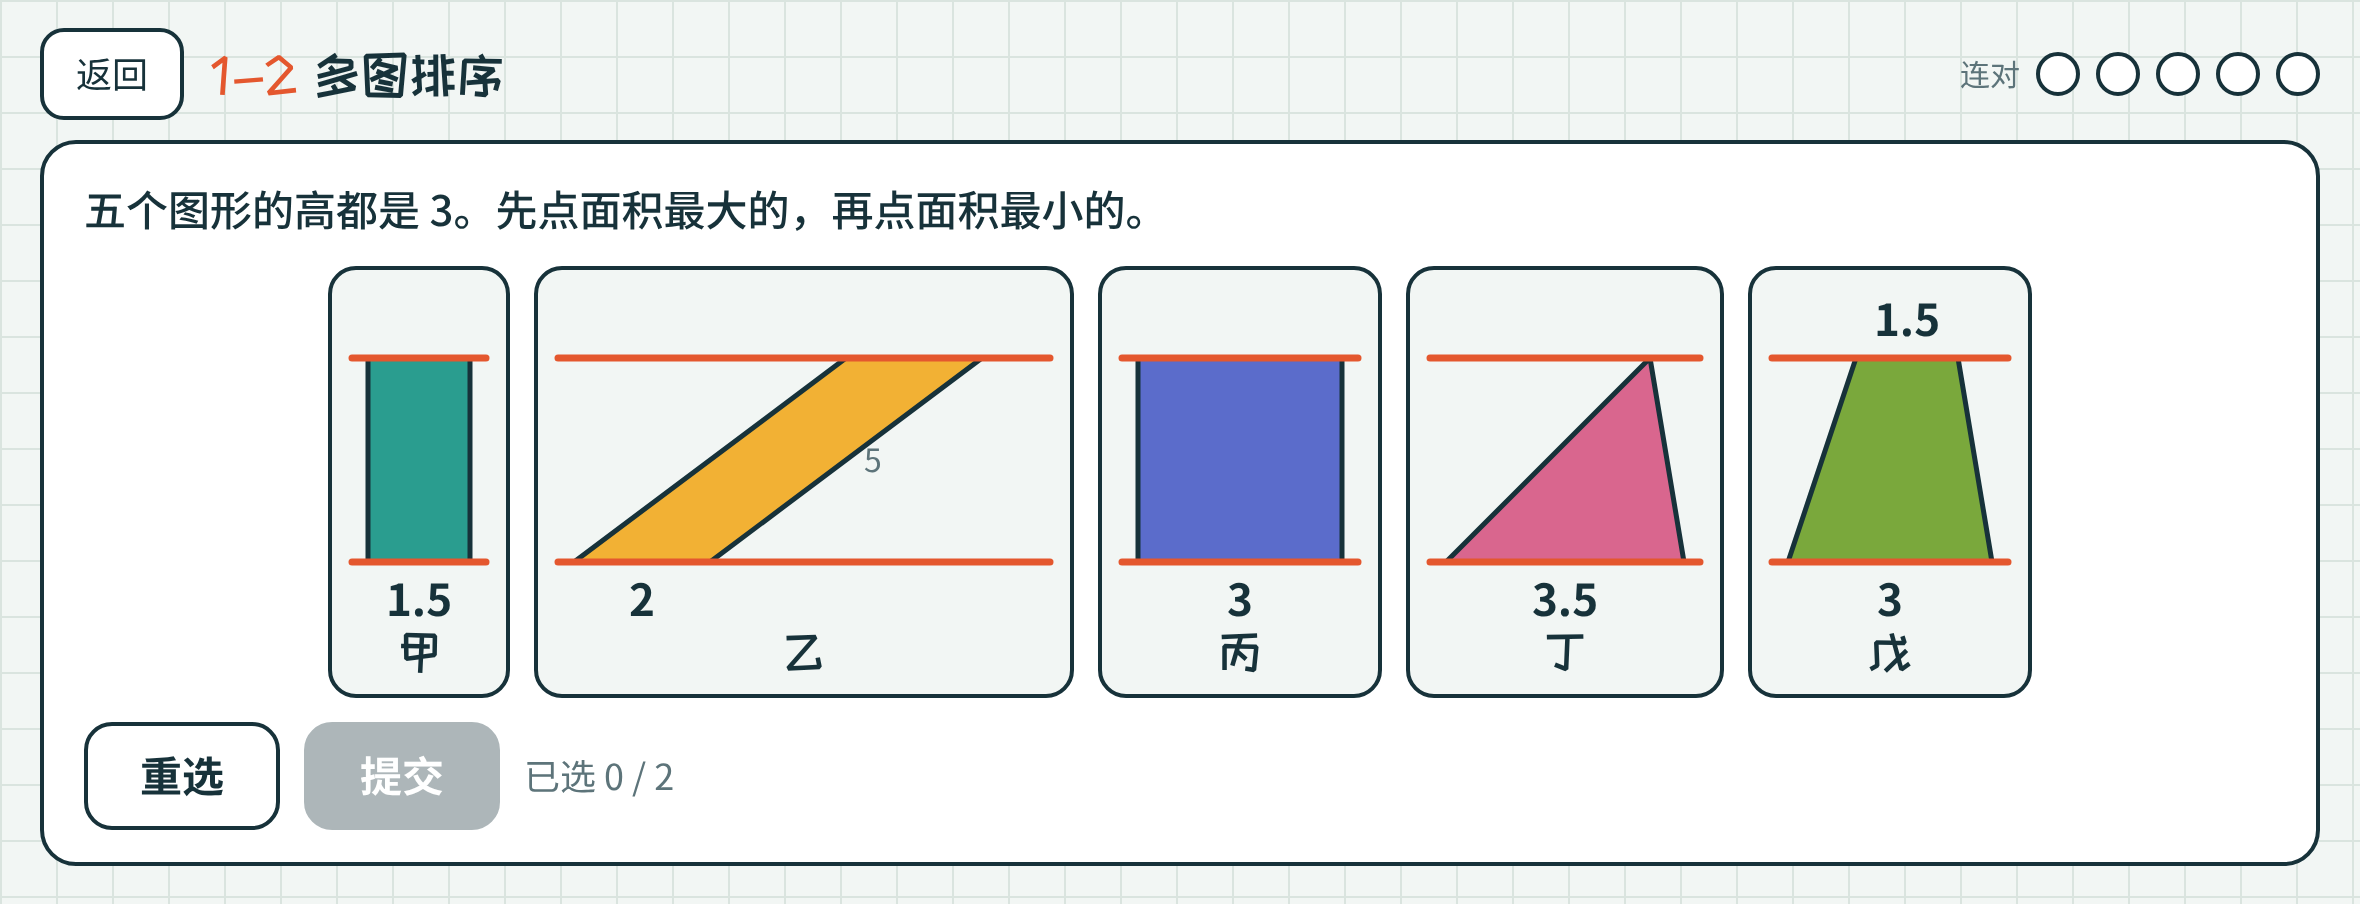 返回
1-2 多图排序
连对
五个图形的高都是 3。先点面积最大的，再点面积最小的。
1.5
甲
5
2
乙
3
丙
3.5
丁
1.5
3
戊
重选
提交
已选 0 / 2